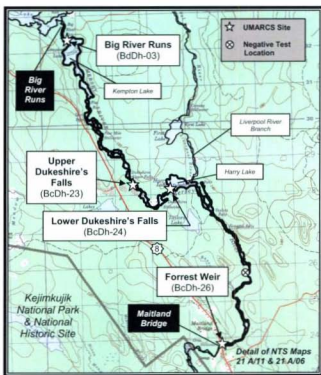 Big River Runs
(BdDh-03)
UMARCS Site
Negative Test
Location
Big
River
Runs
Kempton Lake
Liverpool River
Branch
Upper
Dukeshire's
Falls
(BcDh-23)
Harry Lake
Lower Dukeshire's Falls
(BcDh-24)
8
Forrest Weir
(BcDh-26)
Kejimkujik
National Park
& National
Historic Site
Maitland
Bridge
Detail of NTS Maps
21 A/11 & 21 A/06